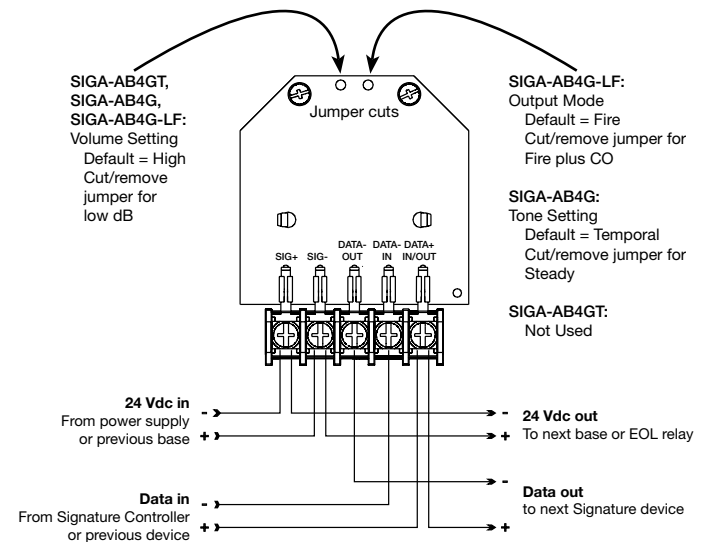 SIGA-AB4GT,
SIGA-AB4G,
SIGA-AB4G-LF:
Volume Setting
Default = High
Cut/remove
jumper for
low dB
Jumper cuts
SIGA-AB4G-LF:
Output Mode
Default = Fire
Cut/remove jumper for
Fire plus CO
SIGA-AB4G:
Tone Setting
Default = Temporal
Cut/remove jumper for
Steady
SIGA-AB4GT:
Not Used
SIG+
SIG-
DATA-
OUT
DATA-
IN
DATA+
IN/OUT
24 Vdc in
From power supply
or previous base
-
+
-
+
24 Vdc out
To next base or EOL relay
Data in
From Signature Controller
or previous device
-
+
-
+
Data out
to next Signature device